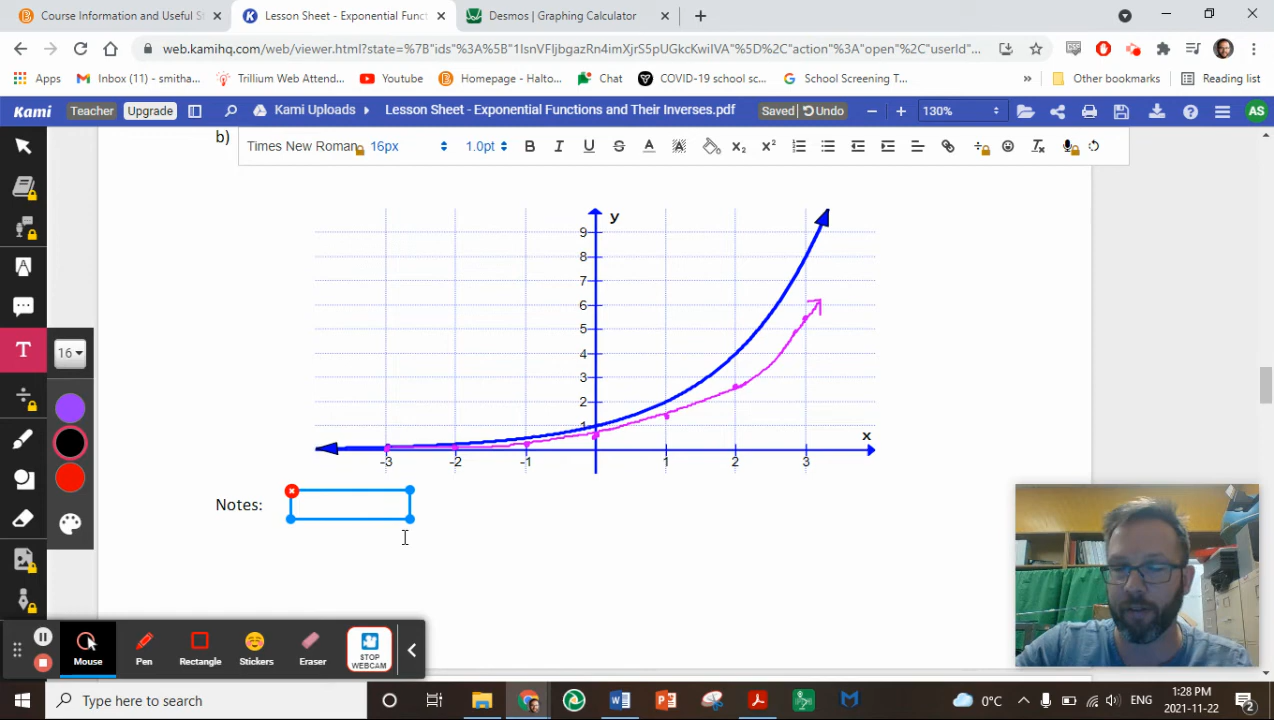 Course Information and Useful S
Lesson Sheet - Exponential Funct
Desmos | Graphing Calculator
web.kamihq.com/web/viewer.html?state=%7B"ids"%3A%5B"1IsnVFIjbgazRn4imXjrS5pUGkcKwiIVA"%5D%2C"action"%3A"open"%2C"userId"...
Apps
Inbox (11) - smitha...
Trillium Web Attend...
Youtube
Homepage - Halto...
Chat
COVID-19 school sc...
School Screening T...
»
Other bookmarks
Reading list
Kami
Teacher
Upgrade
Kami Uploads
Lesson Sheet - Exponential Functions and Their Inverses.pdf
Saved
Undo
130%
AS
b)
Times New Roman
16px
1.0pt
B I U S A
x₂ x²
T
16
y
9
8
7
6
5
4
3
2
1
x
-3 -2 -1 1 2 3
Notes:
Mouse
Pen
Rectangle
Stickers
Eraser
STOP
WEBCAM
Type here to search
0°C
ENG
1:28 PM
2021-11-22
2